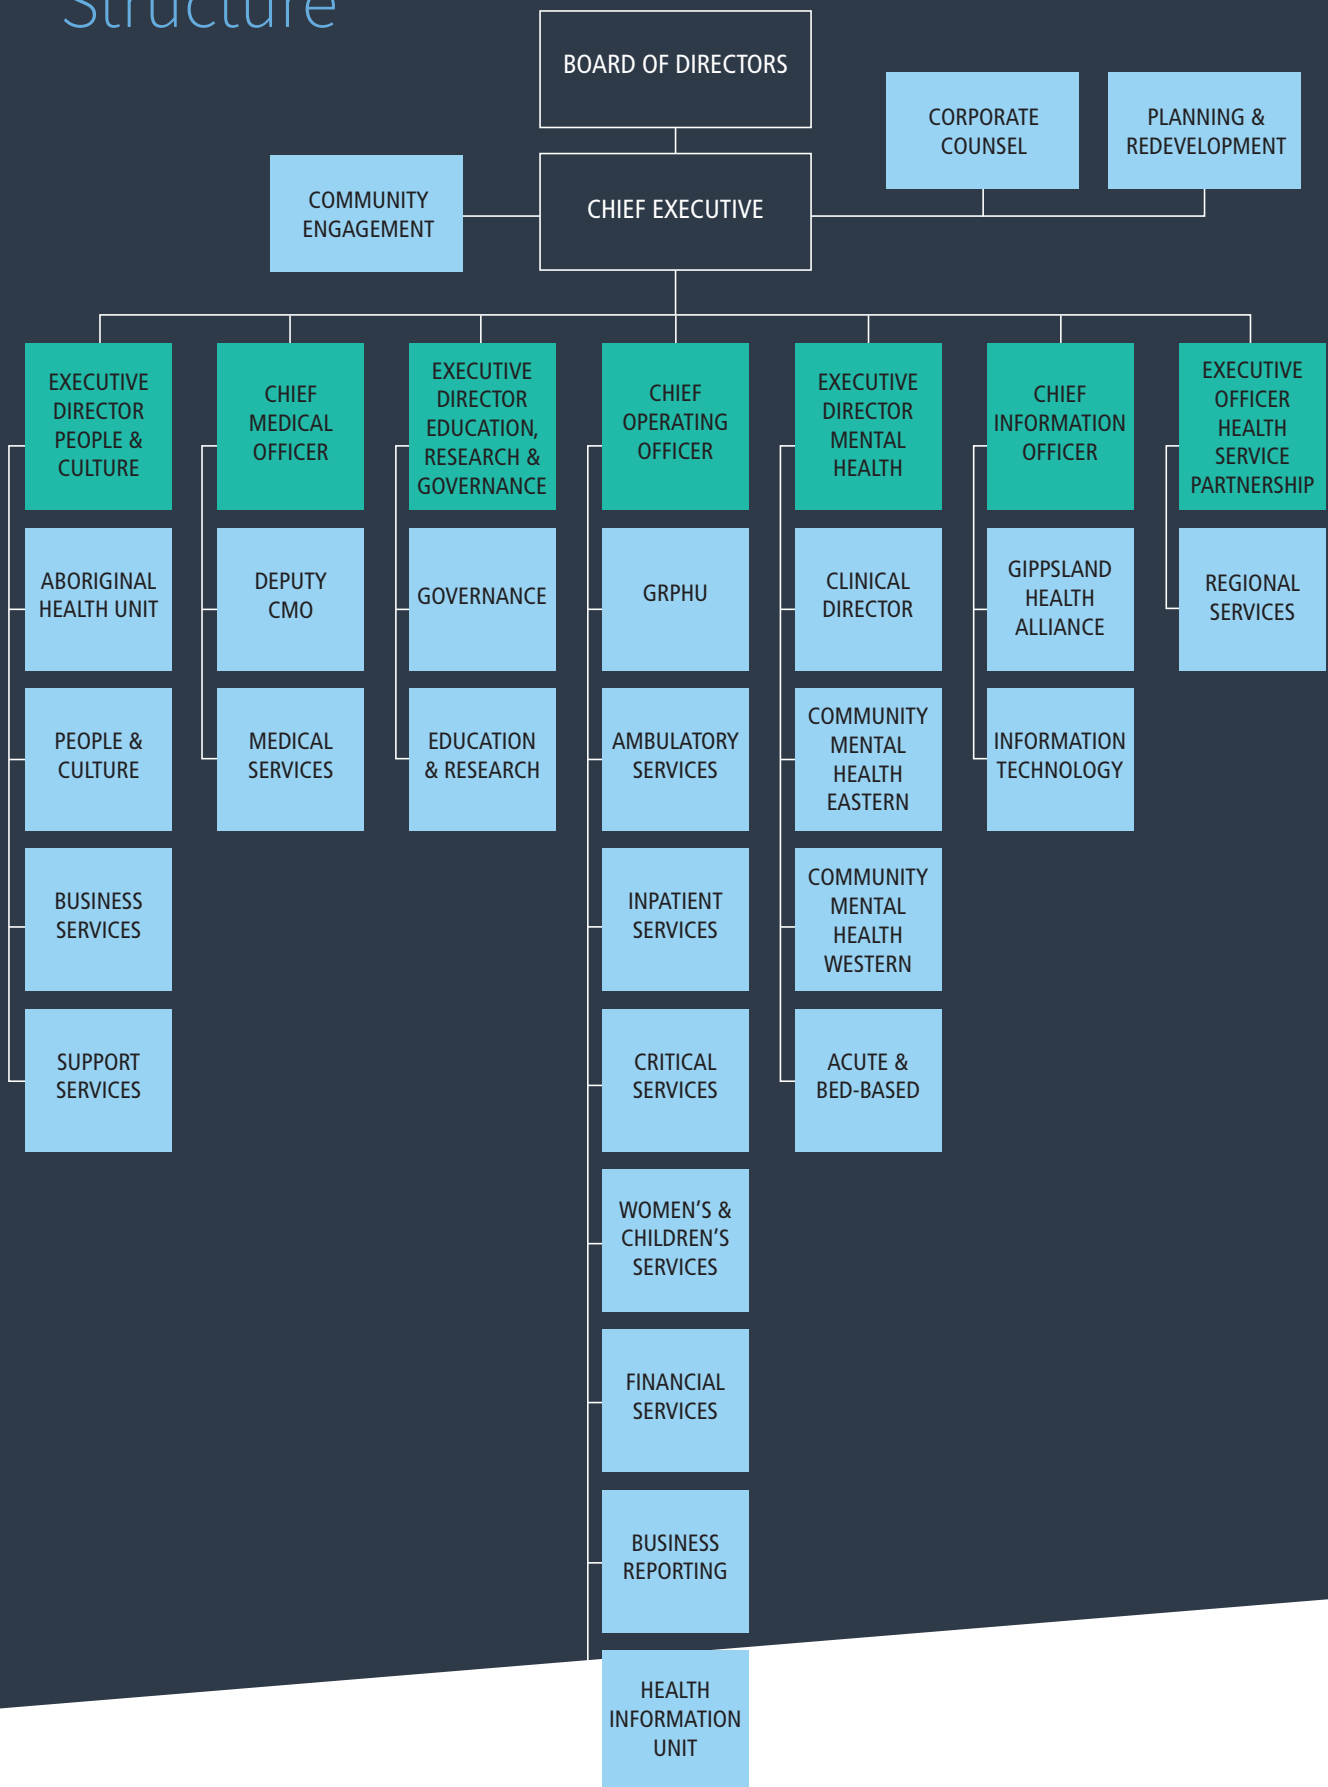 Structure
BOARD OF DIRECTORS
CORPORATE
COUNSEL
PLANNING &
REDEVELOPMENT
COMMUNITY
ENGAGEMENT
CHIEF EXECUTIVE
EXECUTIVE
DIRECTOR
PEOPLE &
CULTURE
ABORIGINAL
HEALTH UNIT
PEOPLE &
CULTURE
BUSINESS
SERVICES
SUPPORT
SERVICES
CHIEF
MEDICAL
OFFICER
DEPUTY
CMO
MEDICAL
SERVICES
EXECUTIVE
DIRECTOR
EDUCATION,
RESEARCH &
GOVERNANCE
GOVERNANCE
EDUCATION
& RESEARCH
CHIEF
OPERATING
OFFICER
GRPHU
AMBULATORY
SERVICES
INPATIENT
SERVICES
CRITICAL
SERVICES
WOMEN'S &
CHILDREN'S
SERVICES
FINANCIAL
SERVICES
BUSINESS
REPORTING
HEALTH
INFORMATION
UNIT
EXECUTIVE
DIRECTOR
MENTAL
HEALTH
CLINICAL
DIRECTOR
COMMUNITY
MENTAL
HEALTH
EASTERN
COMMUNITY
MENTAL
HEALTH
WESTERN
ACUTE &
BED-BASED
CHIEF
INFORMATION
OFFICER
GIPPSLAND
HEALTH
ALLIANCE
INFORMATION
TECHNOLOGY
EXECUTIVE
OFFICER
HEALTH
SERVICE
PARTNERSHIP
REGIONAL
SERVICES